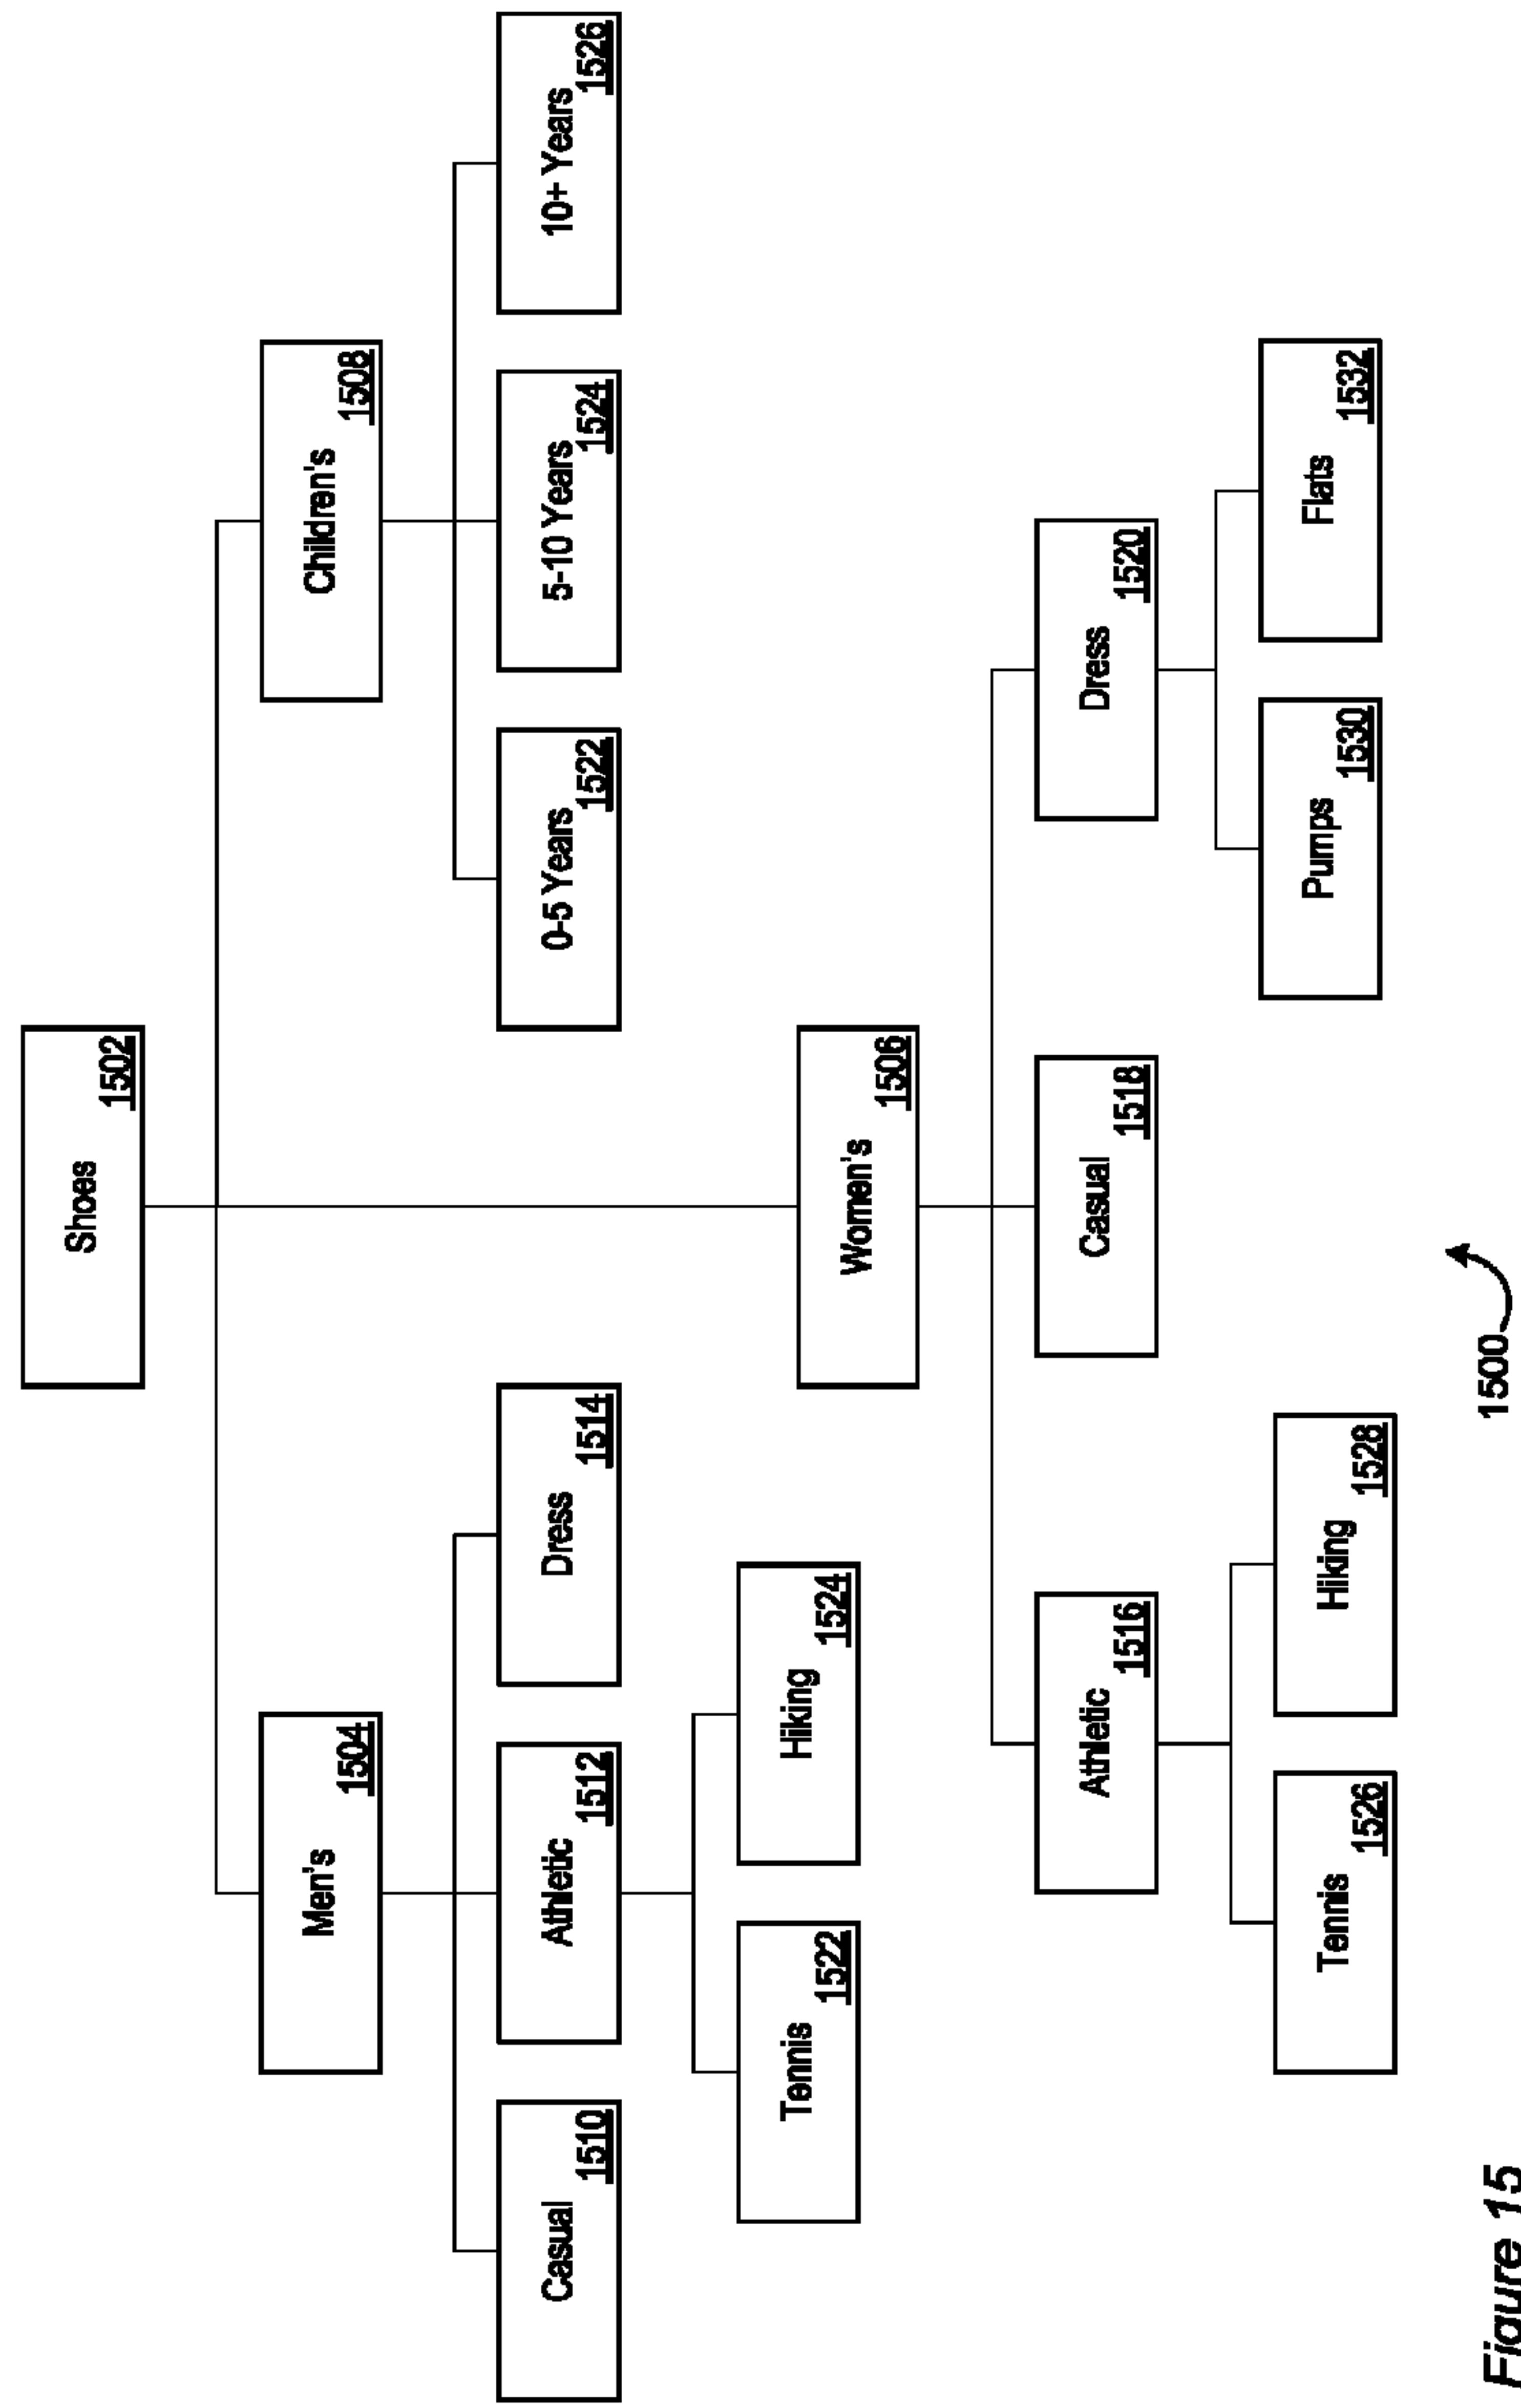 Shoes
1502
Men's
1504
Children's
1508
Casual
1510
Athletic
1512
Dress
1514
0-5 Years
1522
5-10 Years
1524
10+ Years
1526
Tennis
1522
Hiking
1524
Women's
1506
Athletic
1516
Casual
1518
Dress
1520
Tennis
1526
Hiking
1528
Pumps
1530
Flats
1532
1500
Figure 15